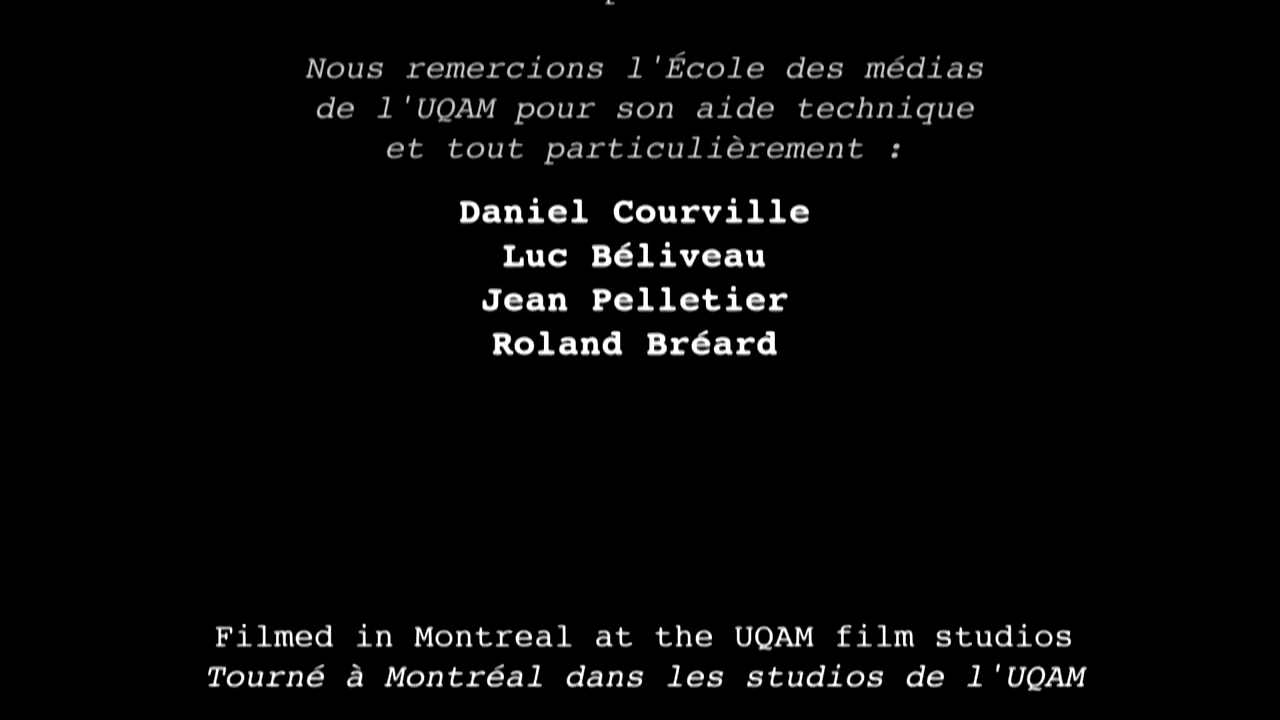 Nous remercions l'École des médias
de l'UQAM pour son aide technique
et tout particulièrement :
Daniel Courville
Luc Béliveau
Jean Pelletier
Roland Bréard
Filmed in Montreal at the UQAM film studios
Tourné à Montréal dans les studios de l'UQAM